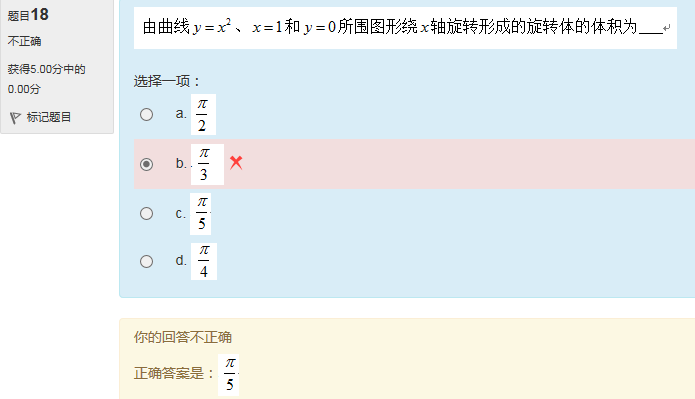 题目18
不正确
获得5.00分中的
0.00分
标记题目
由曲线 y = x²、x = 1和 y = 0所围图形绕 x 轴旋转形成的旋转体的体积为___↵
选择一项：
a. π/2
b. π/3
c. π/5
d. π/4
你的回答不正确
正确答案是： π/5